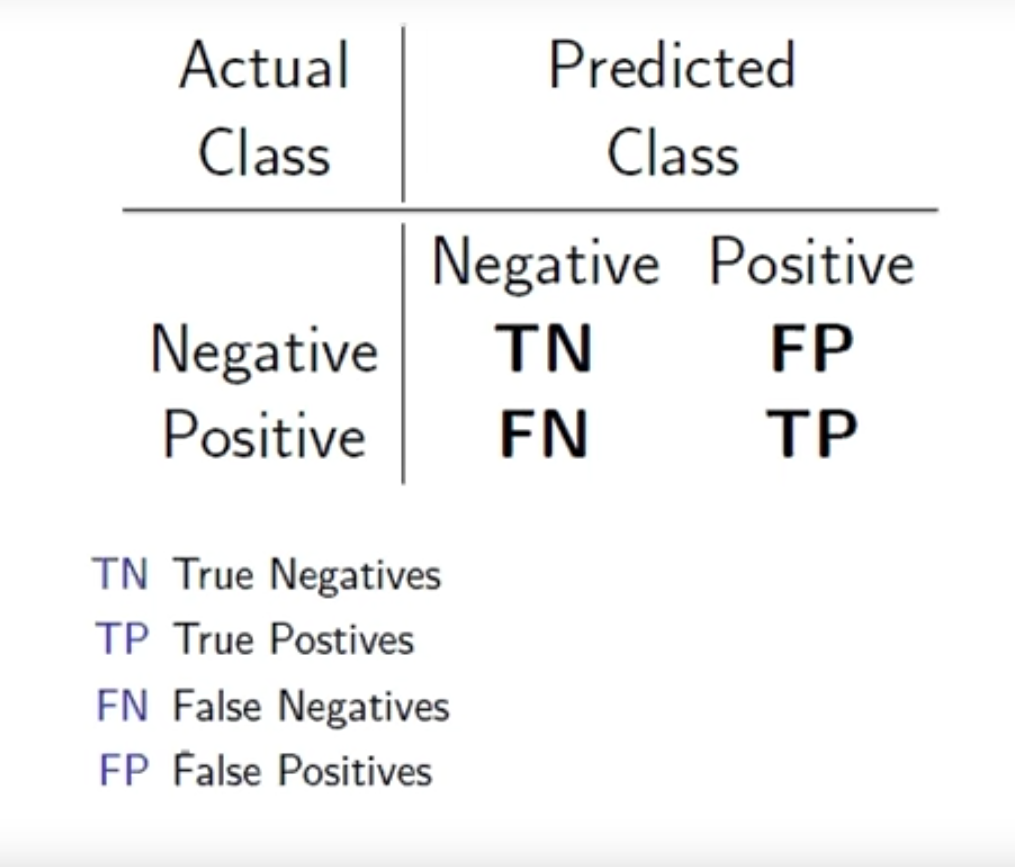 Actual Predicted
Class Class
Negative Positive
Negative TN FP
Positive FN TP
TN True Negatives
TP True Postives
FN False Negatives
FP False Positives